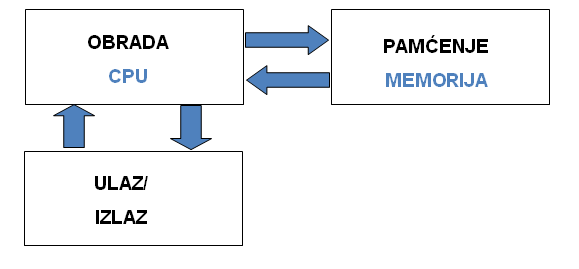 OBRADA
CPU
PAMĆENJE
MEMORIJA
ULAZ/
IZLAZ